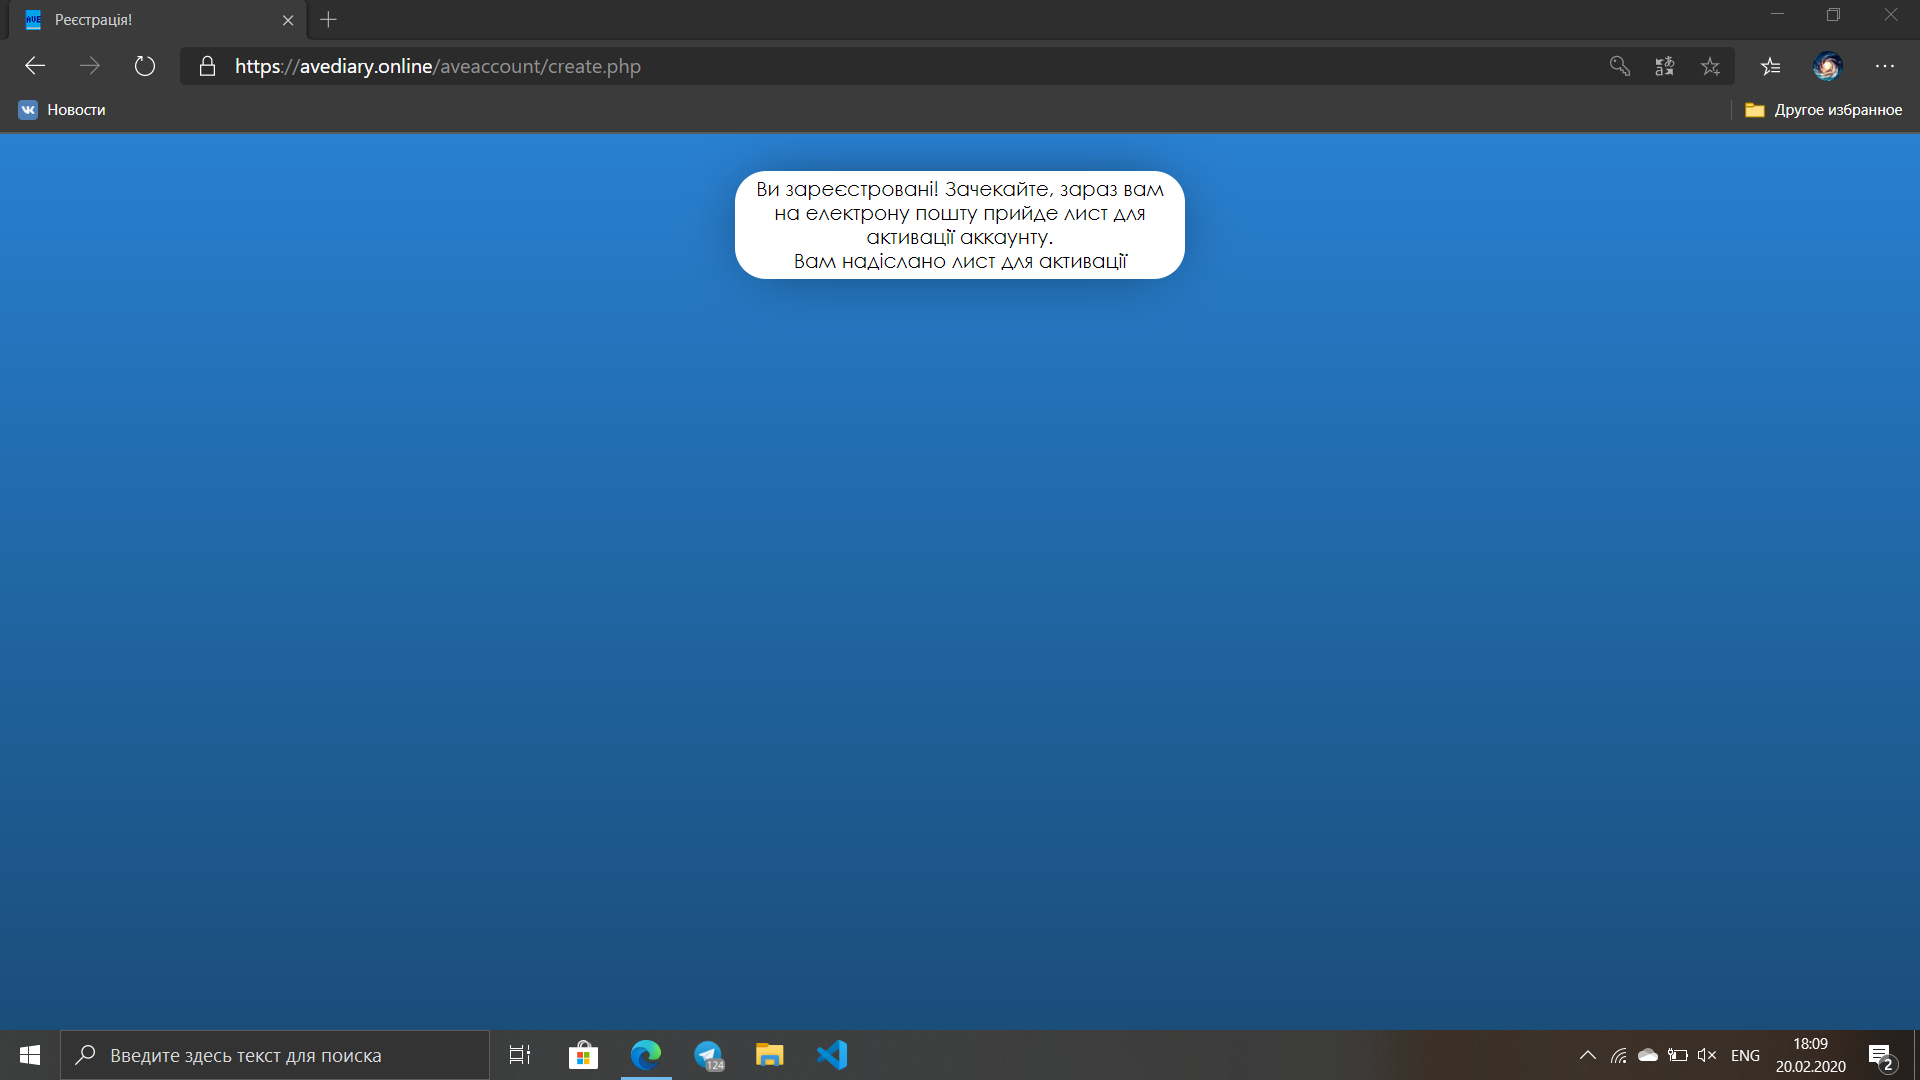 AVE
Реєстрація!
https://avediary.online/aveaccount/create.php
Новости
Другое избранное
Ви зареєстровані! Зачекайте, зараз вам
на електрону пошту прийде лист для
активації аккаунту.
Вам надіслано лист для активації
Введите здесь текст для поиска
124
ENG
18:09
20.02.2020
2